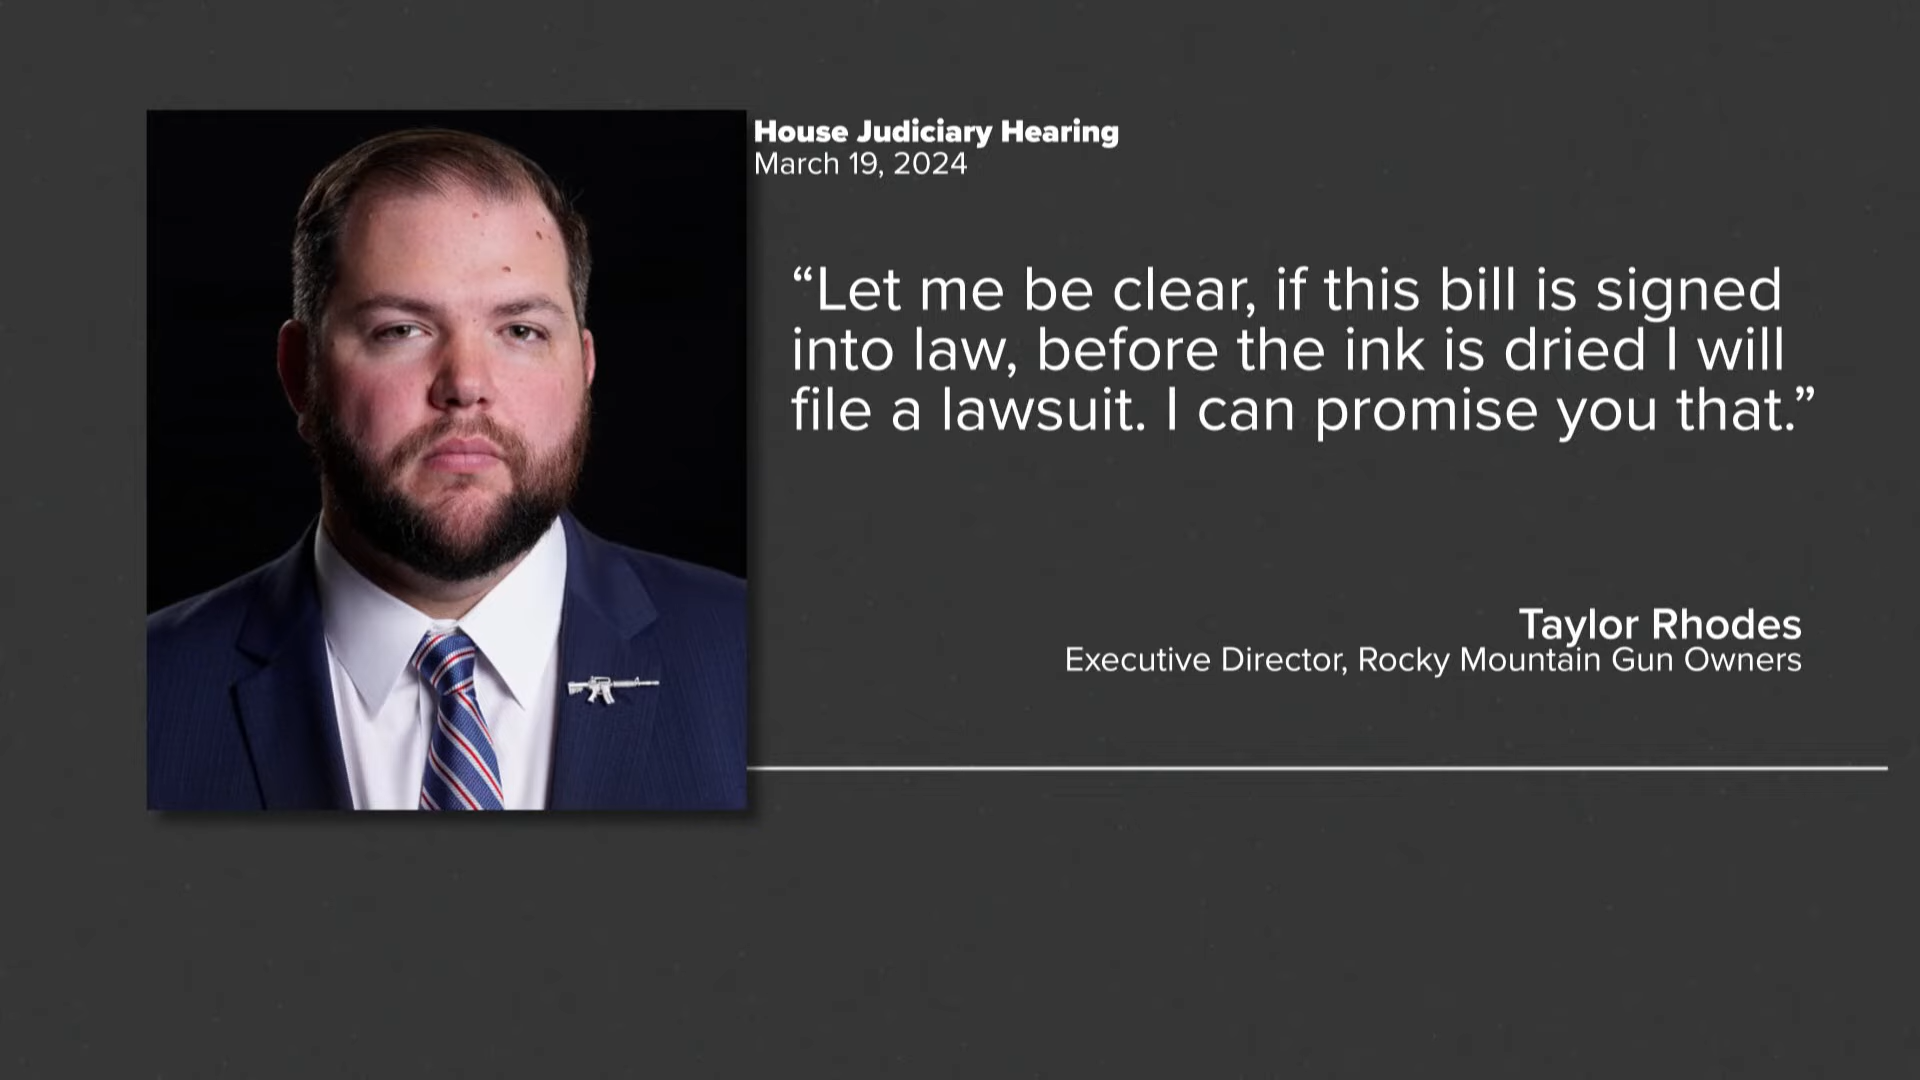 House Judiciary Hearing
March 19, 2024
“Let me be clear, if this bill is signed
into law, before the ink is dried I will
file a lawsuit. I can promise you that.”
Taylor Rhodes
Executive Director, Rocky Mountain Gun Owners